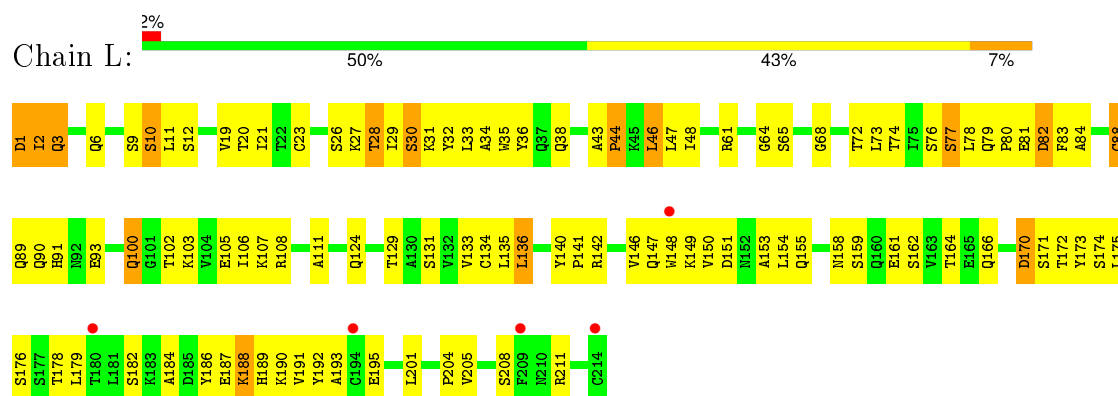 2%
Chain L:
50% 43% 7%
D1 I2 Q3 Q6 S9 S10 L11 S12 V19 T20 I21 T22 C23 S26 K27 T28 I29 S30 K31 Y32 L33 A34 W35 Y36 Q37 Q38 A43 P44 K45 L46 L47 I48 R61 G64 S65 G68 T72 L73 T74 I75 S76 S77 L78 Q79 P80 E81 D82 F83 A84 C88
Q89 Q90 H91 N92 E93 Q100 G101 T102 K103 V104 E105 I106 K107 R108 A111 Q124 T129 A130 S131 V132 V133 C134 L135 L136 Y140 P141 R142 V146 Q147 W148 K149 V150 D151 N152 A153 L154 Q155 N158 S159 Q160 E161 S162 V163 T164 E165 Q166 D170 S171 T172 Y173 S174 L175
S176 S177 T178 L179 T180 L181 S182 K183 A184 D185 Y186 E187 K188 H189 K190 V191 Y192 A193 C194 E195 L201 P204 V205 S208 F209 N210 R211 C214